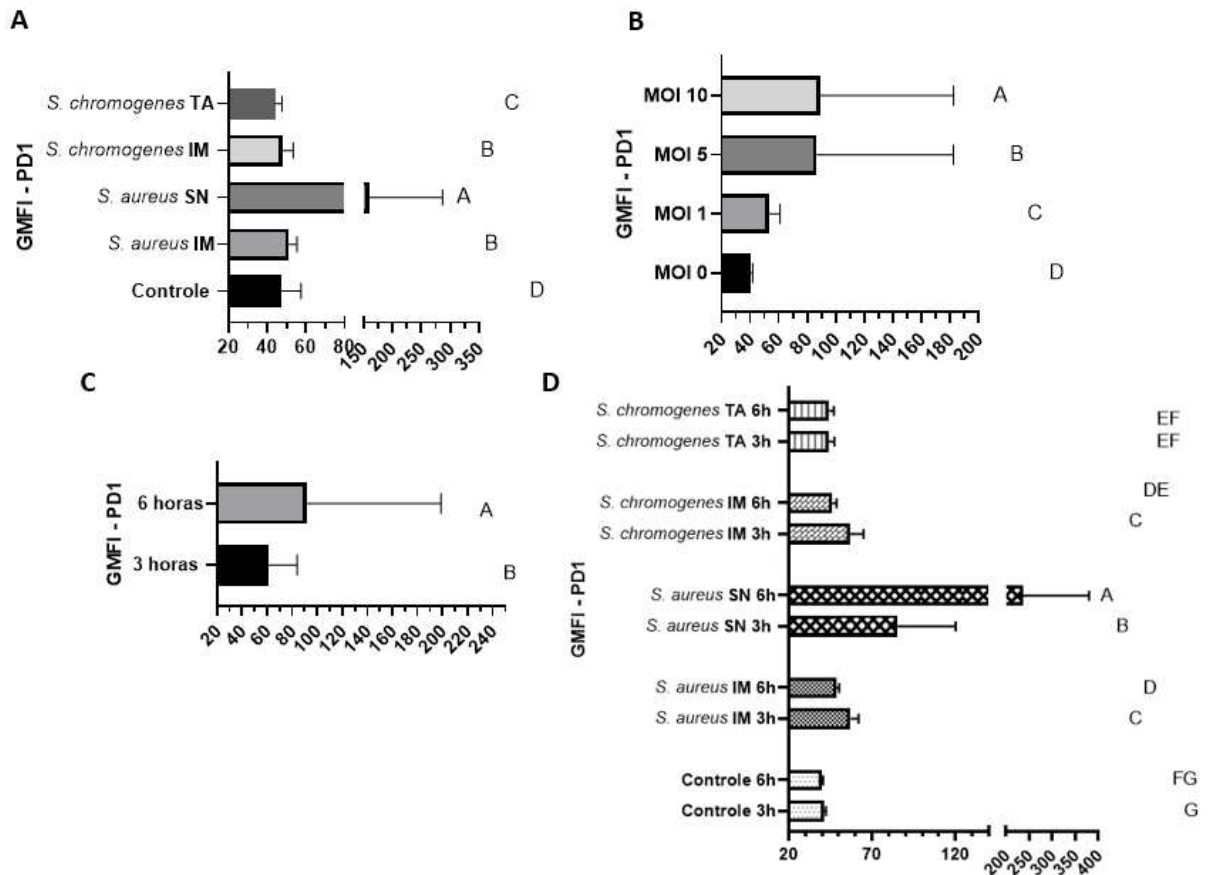 A
GMFI - PD1
S. chromogenes TA
C
S. chromogenes IM
B
S. aureus SN
A
S. aureus IM
B
Controle
D
20 40 60 80 150 200 250 300 350
B
GMFI - PD1
MOI 10
A
MOI 5
B
MOI 1
C
MOI 0
D
20 40 60 80 100 120 140 160 180 200
C
GMFI - PD1
6 horas
A
3 horas
B
20 40 60 80 100 120 140 160 180 200 220 240
D
GMFI - PD1
S. chromogenes TA 6h
EF
S. chromogenes TA 3h
EF
S. chromogenes IM 6h
DE
S. chromogenes IM 3h
C
S. aureus SN 6h
A
S. aureus SN 3h
B
S. aureus IM 6h
D
S. aureus IM 3h
C
Controle 6h
FG
Controle 3h
G
20 70 120 200 250 300 350 400